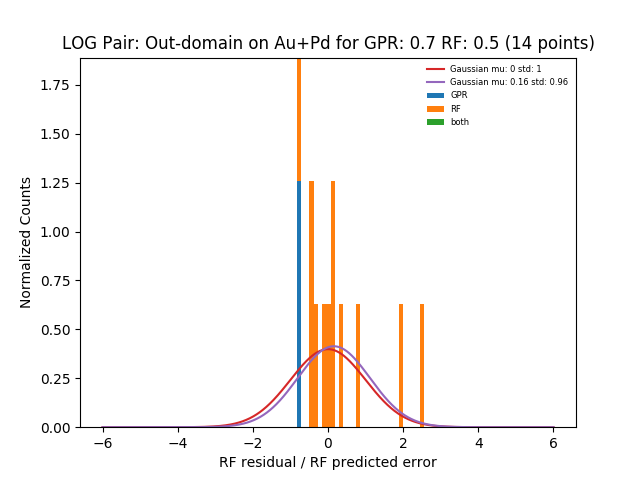 LOG Pair: Out-domain on Au+Pd for GPR: 0.7 RF: 0.5 (14 points)
Gaussian mu: 0 std: 1
Gaussian mu: 0.16 std: 0.96
GPR
RF
both
Normalized Counts
1.75
1.50
1.25
1.00
0.75
0.50
0.25
0.00
−6 −4 −2 0 2 4 6
RF residual / RF predicted error